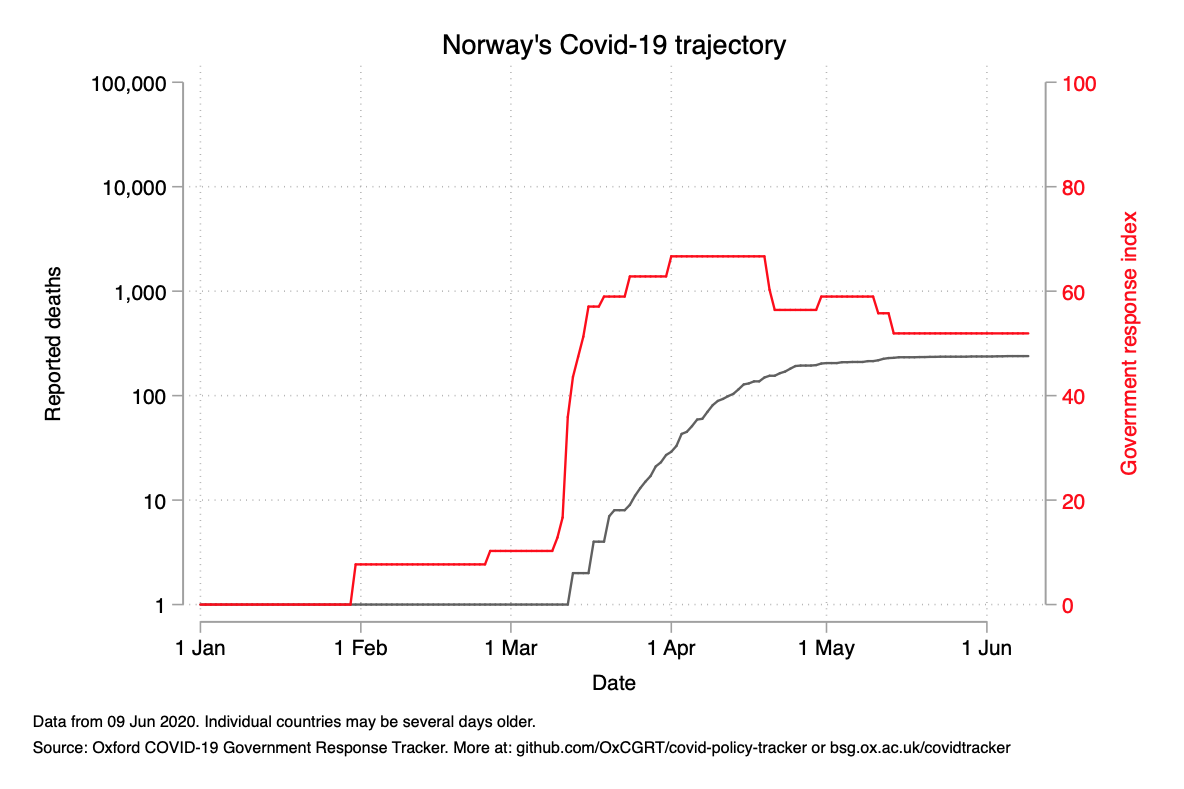 Norway's Covid-19 trajectory
100,000
10,000
1,000
100
10
1
Reported deaths
100
80
60
40
20
0
Government response index
1 Jan
1 Feb
1 Mar
1 Apr
1 May
1 Jun
Date
Data from 09 Jun 2020. Individual countries may be several days older.
Source: Oxford COVID-19 Government Response Tracker. More at: github.com/OxCGRT/covid-policy-tracker or bsg.ox.ac.uk/covidtracker